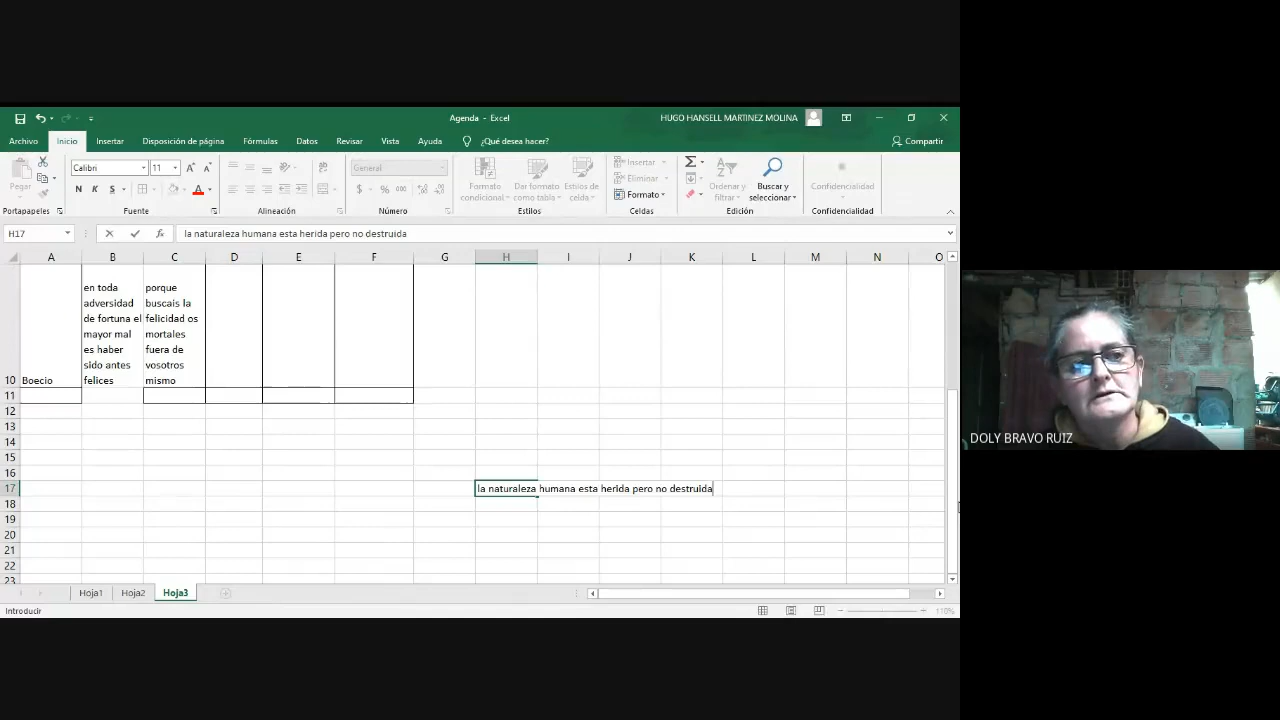 Agenda - Excel
HUGO HANSELL MARTINEZ MOLINA
Archivo
Inicio
Insertar
Disposición de página
Fórmulas
Datos
Revisar
Vista
Ayuda
¿Qué desea hacer?
Compartir
Pegar
Calibri
11
N K S
General
$ % 000
Formato condicional
Dar formato como tabla
Estilos de celda
Insertar
Eliminar
Formato
Ordenar y filtrar
Buscar y seleccionar
Confidencialidad
Portapapeles
Fuente
Alineación
Número
Estilos
Celdas
Edición
Confidencialidad
H17
fx
la naturaleza humana esta herida pero no destruida
A B C D E F G H I J K L M N O
en toda
adversidad
de fortuna el
mayor mal
es haber
sido antes
felices
porque
buscais la
felicidad os
mortales
fuera de
vosotros
mismo
10 Boecio
11
12
13
14
15
16
17 la naturaleza humana esta herida pero no destruida
18
19
20
21
22
23
Hoja1
Hoja2
Hoja3
Introducir
118%
DOLY BRAVO RUIZ